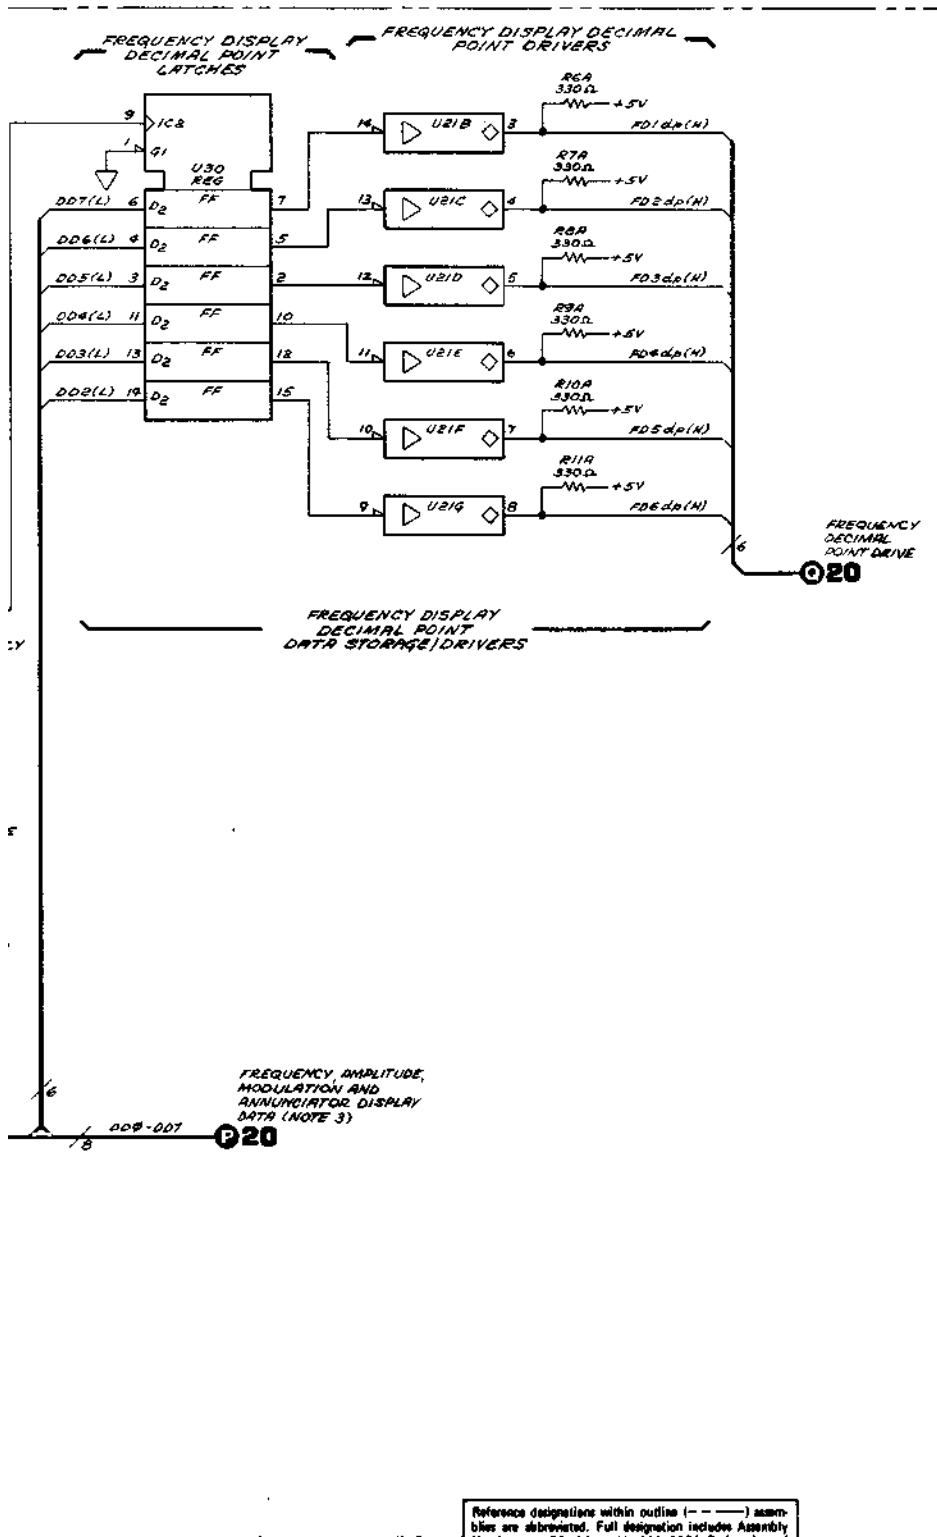 FREQUENCY DISPLAY
DECIMAL POINT
LATCHES
FREQUENCY DISPLAY DECIMAL
POINT DRIVERS
9
1C2
1
G1
U30
REG
DD7(L) 6 D2 FF 7
DD6(L) 4 D2 FF 5
DD5(L) 3 D2 FF 2
DD4(L) 11 D2 FF 10
DD3(L) 13 D2 FF 12
DD2(L) 14 D2 FF 15
R6A
330Ω
+5V
14 U21B 3
FD1dp(H)
R7A
330Ω
+5V
13 U21C 4
FD2dp(H)
R8A
330Ω
+5V
12 U21D 5
FD3dp(H)
R9A
330Ω
+5V
11 U21E 6
FD4dp(H)
R10A
330Ω
+5V
10 U21F 7
FD5dp(H)
R11A
330Ω
+5V
9 U21G 8
FD6dp(H)
6
FREQUENCY
DECIMAL
POINT DRIVE
Q 20
FREQUENCY DISPLAY
DECIMAL POINT
DATA STORAGE/DRIVERS
CY
6
FREQUENCY, AMPLITUDE,
MODULATION AND
ANNUNCIATOR DISPLAY
DATA (NOTE 3)
8
DD0-DD7
P 20
Reference designations within outline (— — ——) assem-
blies are abbreviated. Full designation includes Assembly